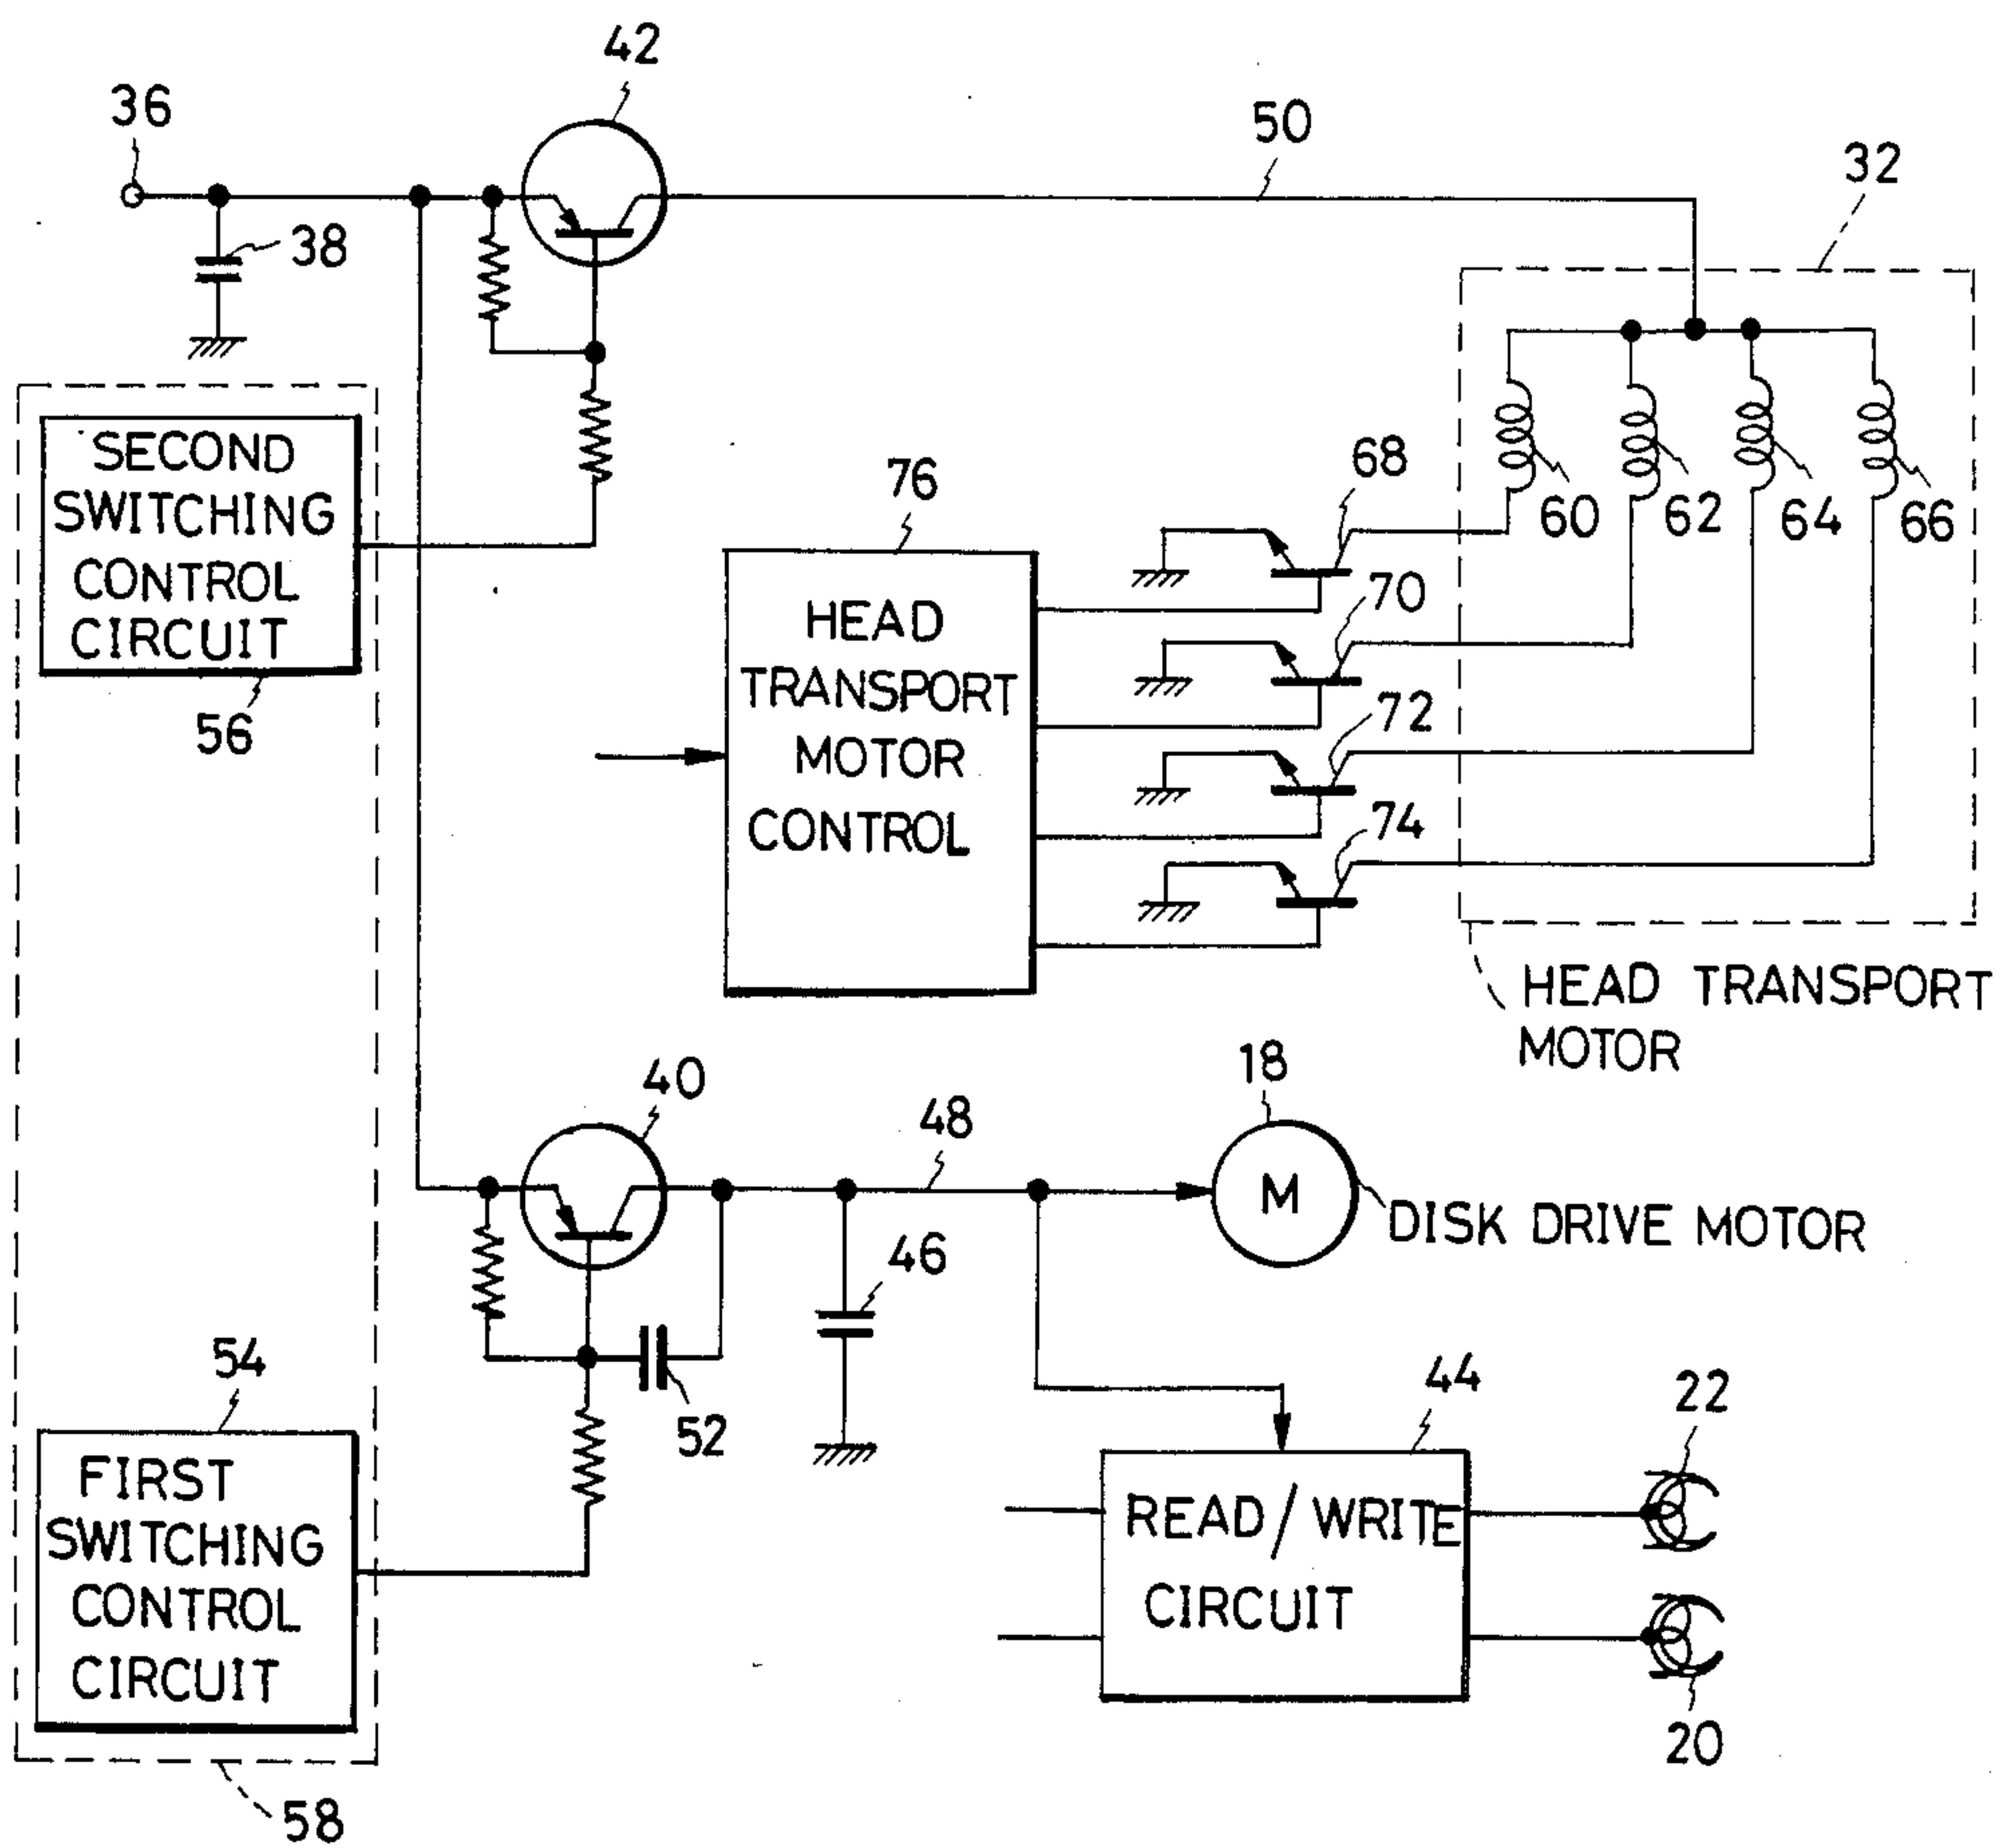 42
36
50
32
38
SECOND
SWITCHING
CONTROL
CIRCUIT
56
76
HEAD
TRANSPORT
MOTOR
CONTROL
68
70
72
74
60
62
64
66
HEAD TRANSPORT
MOTOR
40
48
18
M
DISK DRIVE MOTOR
46
52
54
FIRST
SWITCHING
CONTROL
CIRCUIT
58
44
READ/WRITE
CIRCUIT
22
20